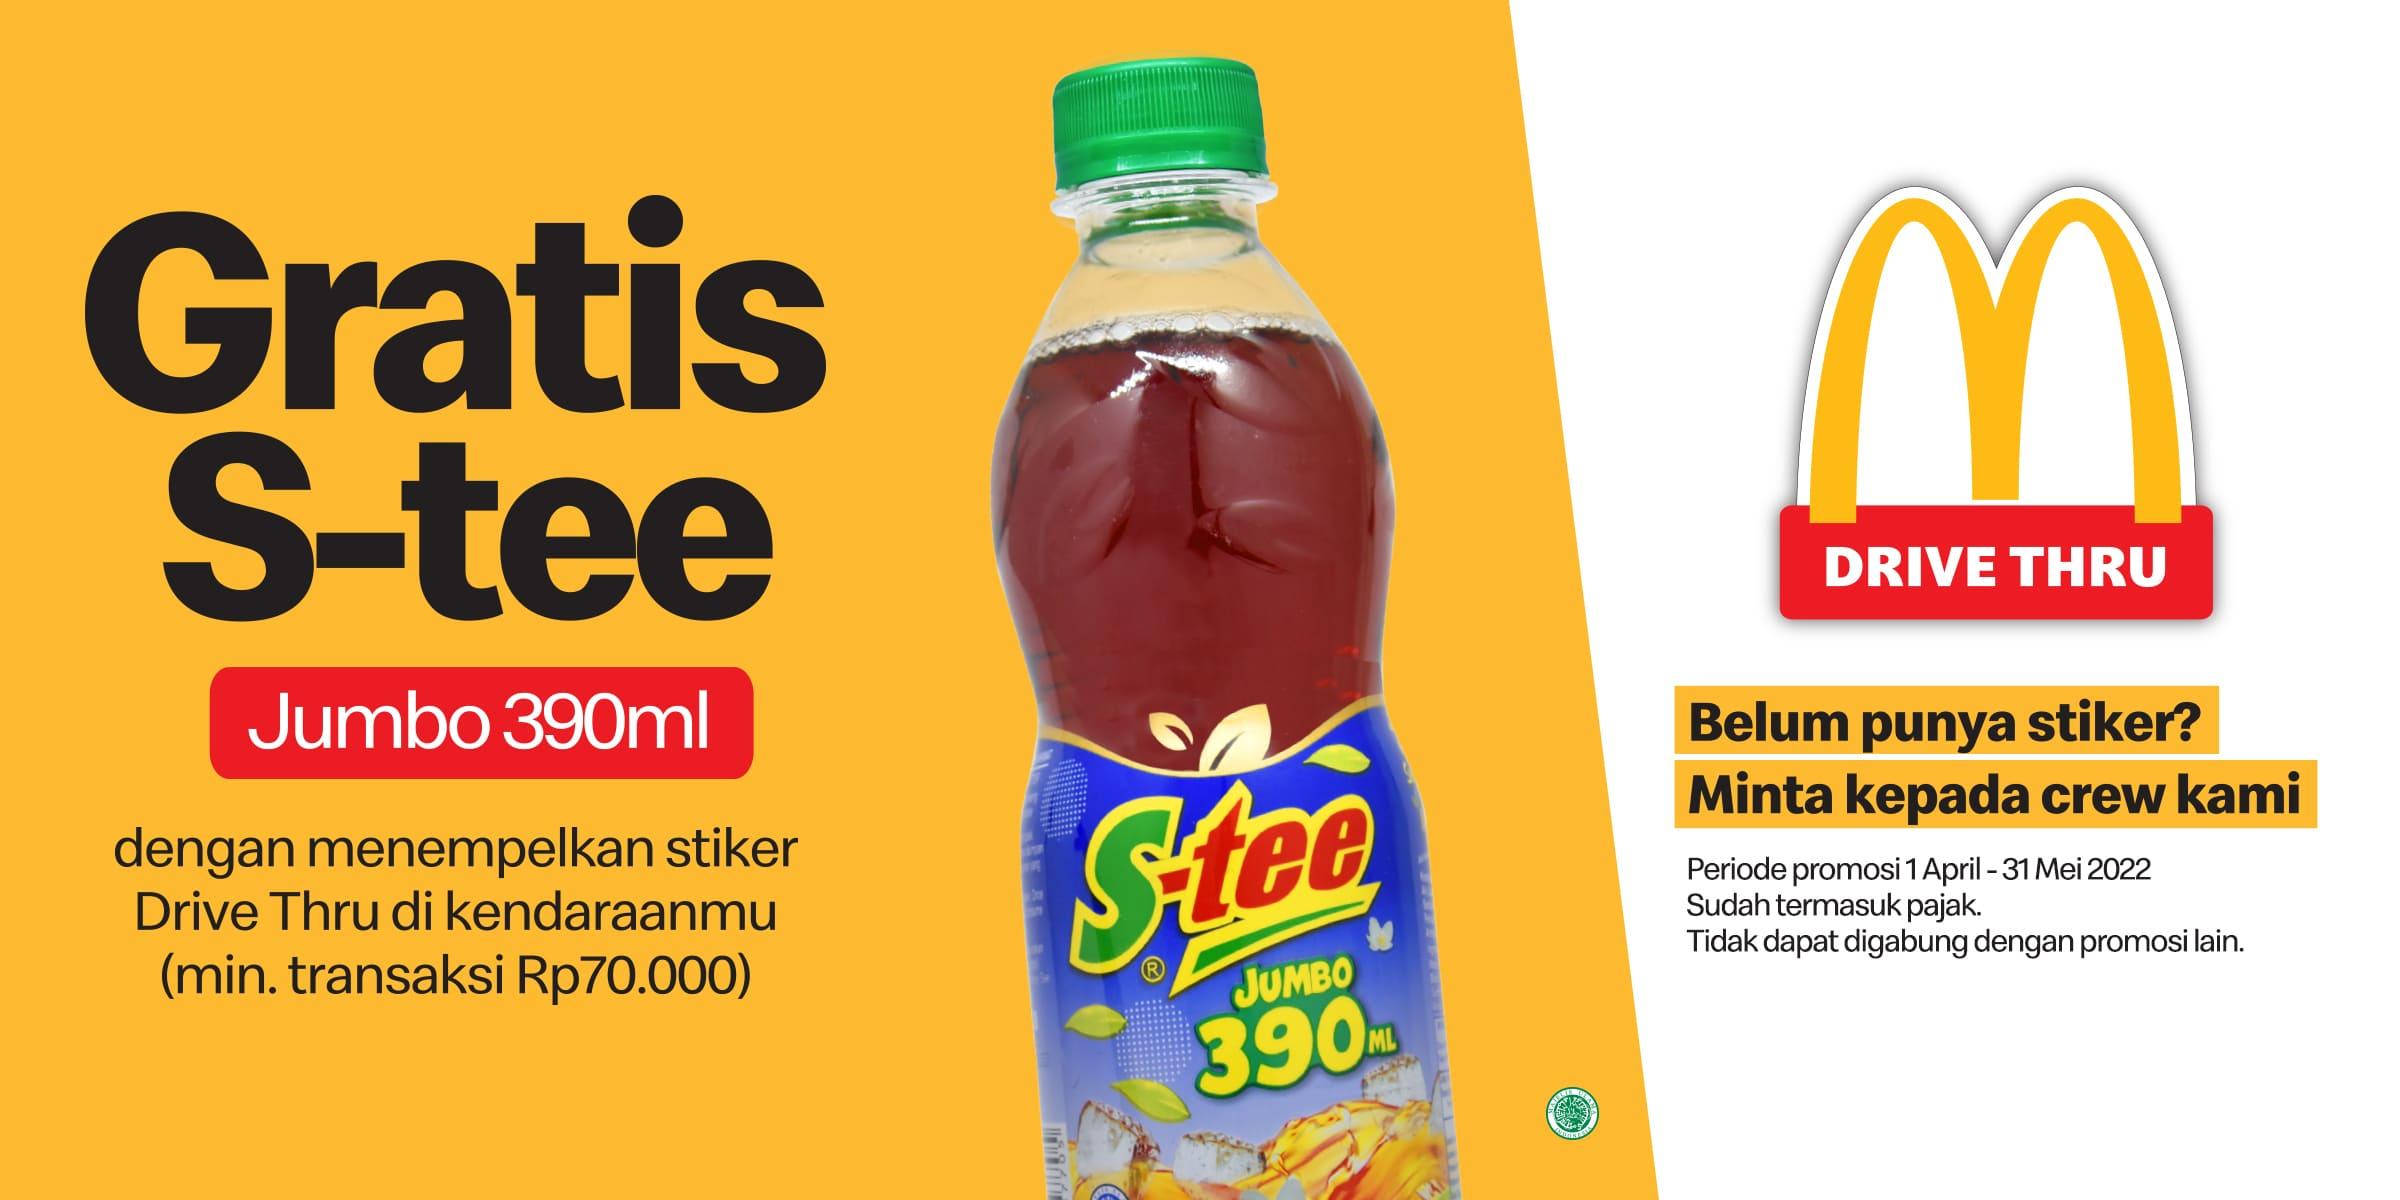 Gratis
S-tee
Jumbo 390ml
dengan menempelkan stiker
Drive Thru di kendaraanmu
(min. transaksi Rp70.000)
S-tee
®
JUMBO
390 ML
DRIVE THRU
Belum punya stiker?
Minta kepada crew kami
Periode promosi 1 April - 31 Mei 2022
Sudah termasuk pajak.
Tidak dapat digabung dengan promosi lain.